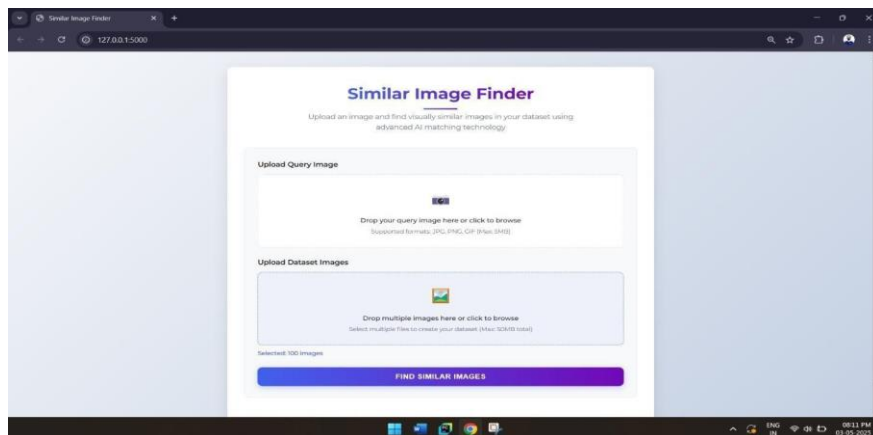 Similar Image Finder
127.0.0.1:5000
Similar Image Finder
Upload an image and find visually similar images in your dataset using
advanced AI matching technology
Upload Query Image
Drop your query image here or click to browse
Supported formats: JPG, PNG, GIF (Max: 5MB)
Upload Dataset Images
Drop multiple images here or click to browse
Select multiple files to create your dataset (Max: 50MB total)
Selected: 100 images
FIND SIMILAR IMAGES
ENG
IN
08:11 PM
03-05-2025